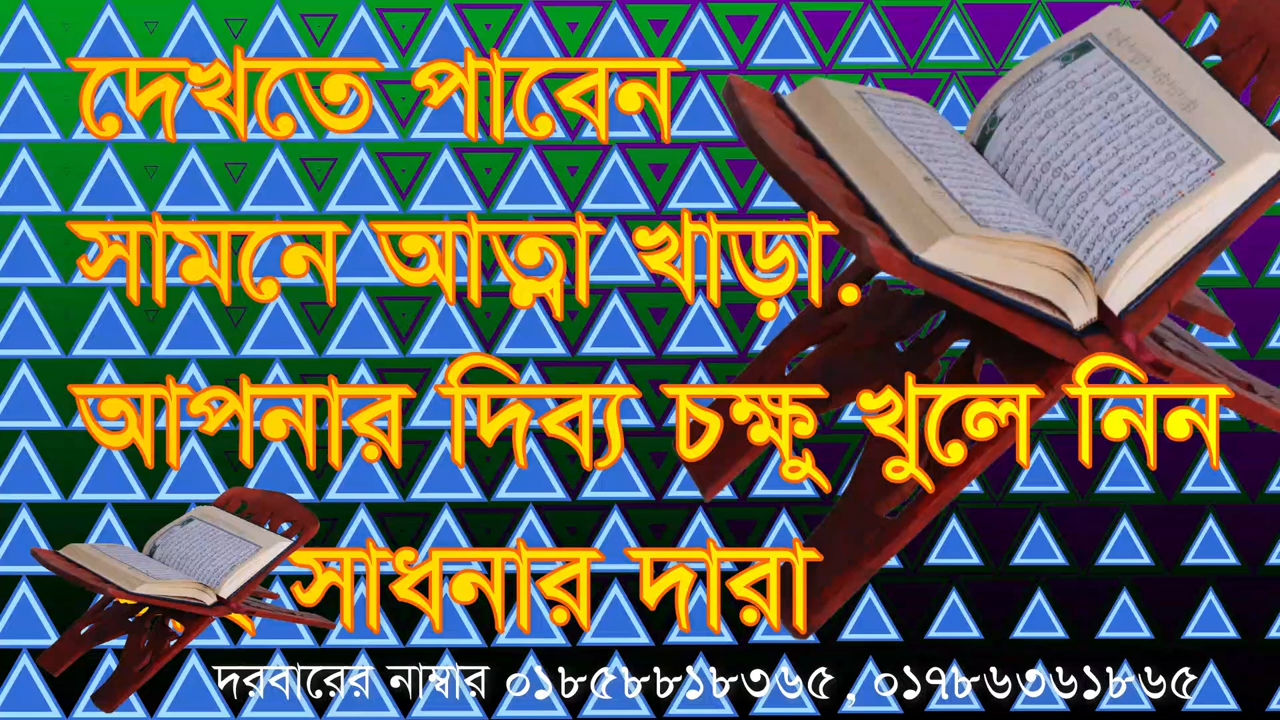 দেখতে পাবেন
সামনে আত্না খাড়া.
আপনার দিব্য চক্ষু খুলে নিন
সাধনার দারা
দরবারের নাম্বার ০১৮৫৮৮১৮৩৬৫ , ০১৭৮৬৩৬১৮৬৫